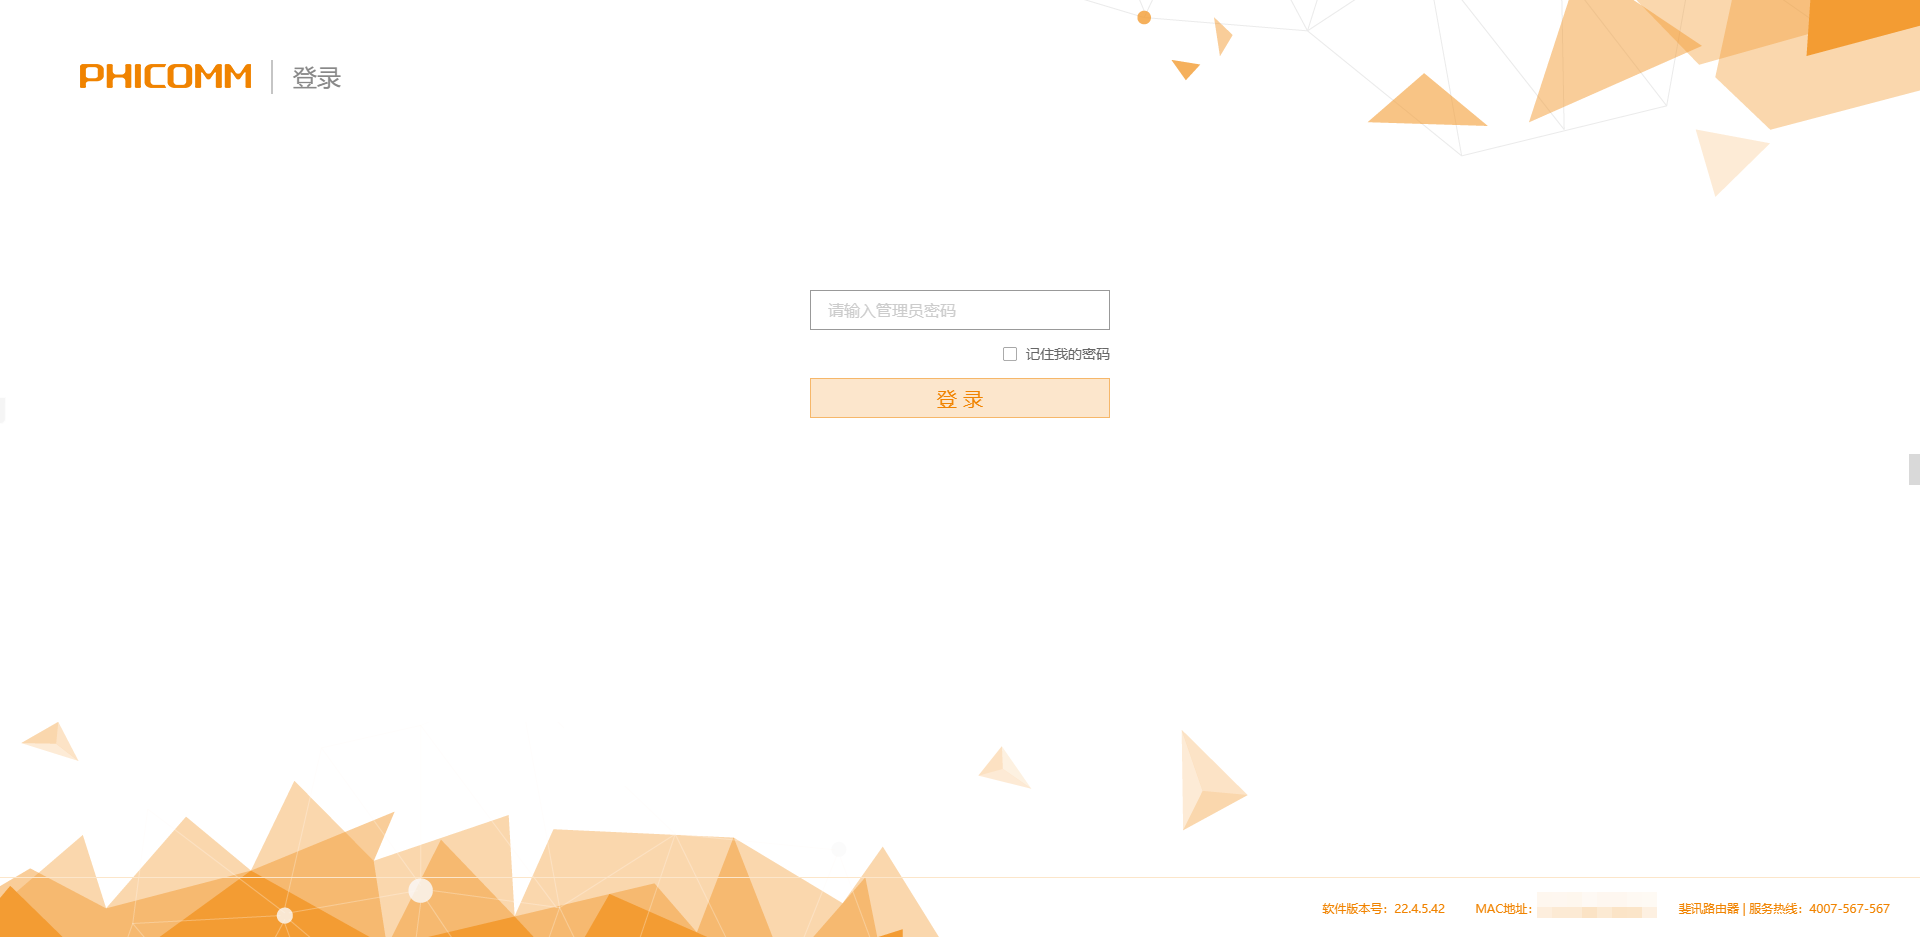 PHICOMM | 登录
请输入管理员密码
记住我的密码
登 录
软件版本号：22.4.5.42 MAC地址： 斐讯路由器 | 服务热线：4007-567-567